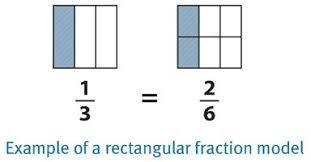 1/3 = 2/6
Example of a rectangular fraction model